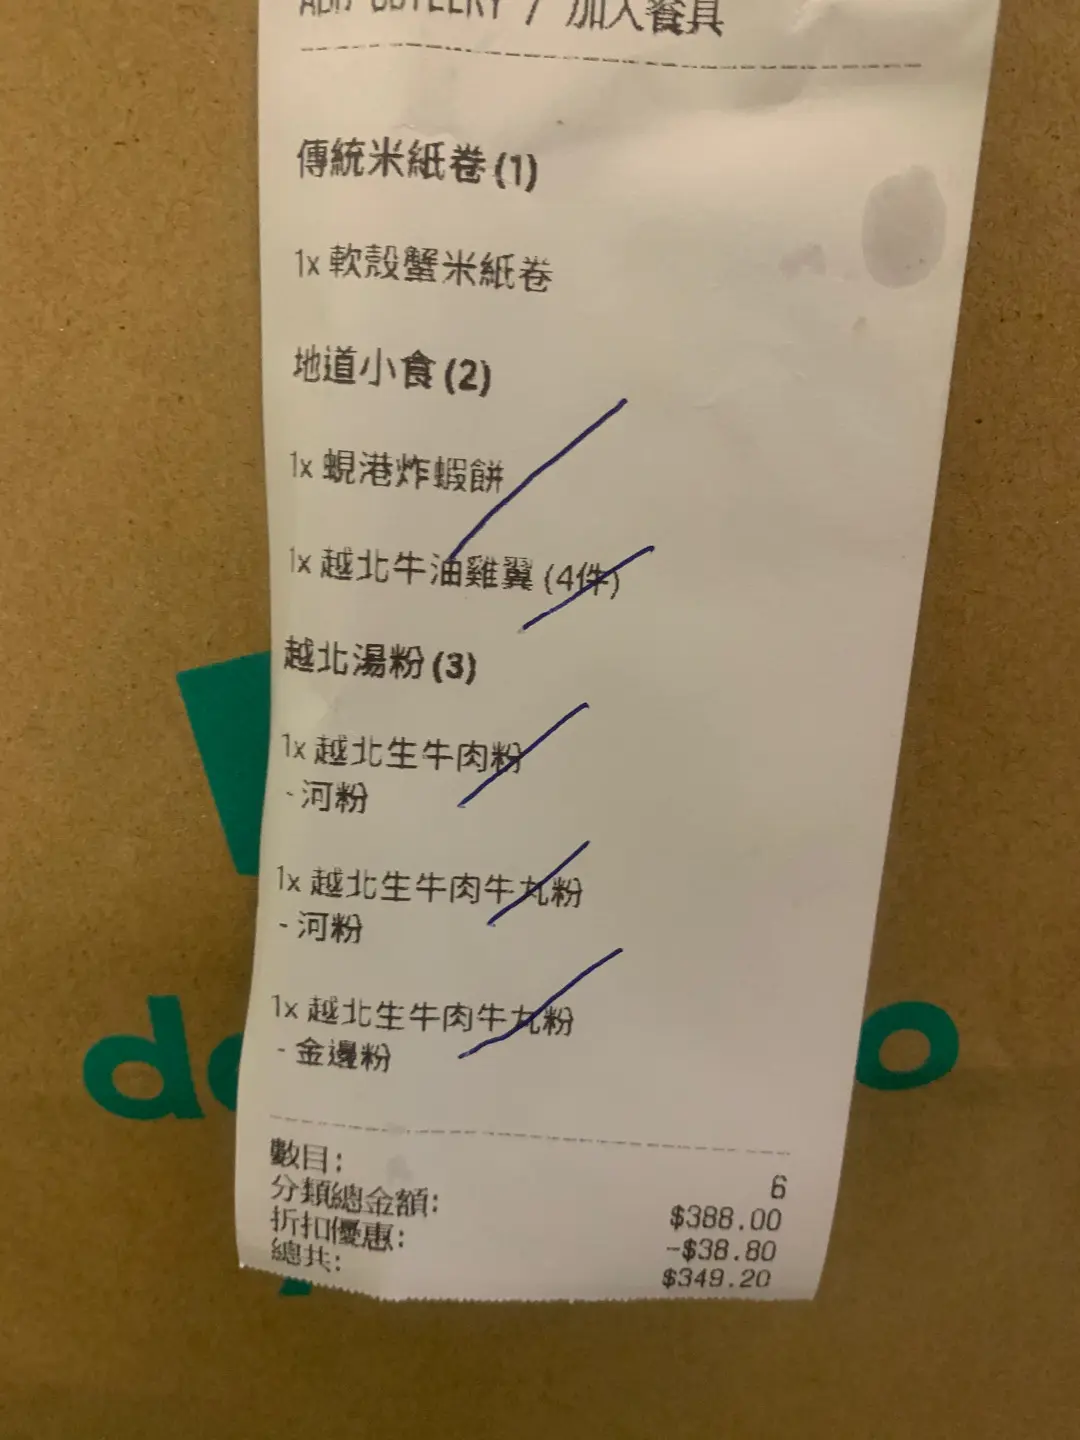 ADD CUTLERY / 加入餐具
傳統米紙卷 (1)
1x 軟殼蟹米紙卷
地道小食 (2)
1x 蜆港炸蝦餅
1x 越北牛油雞翼 (4件)
越北湯粉 (3)
1x 越北生牛肉粉
- 河粉
1x 越北生牛肉牛丸粉
- 河粉
1x 越北生牛肉牛丸粉
- 金邊粉
數目: 6
分類總金額: $388.00
折扣優惠: -$38.80
總共: $349.20